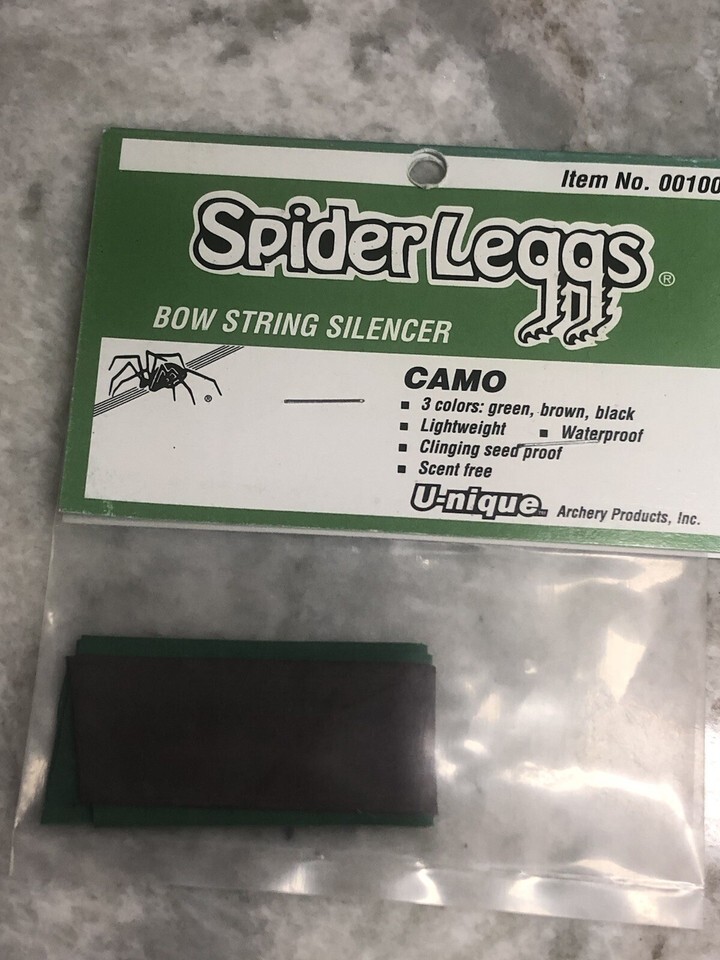 Item No. 00100
Spider Leggs ®
BOW STRING SILENCER
®
CAMO
▪ 3 colors: green, brown, black
▪ Lightweight ▪ Waterproof
▪ Clinging seed proof
▪ Scent free
U-nique™ Archery Products, Inc.